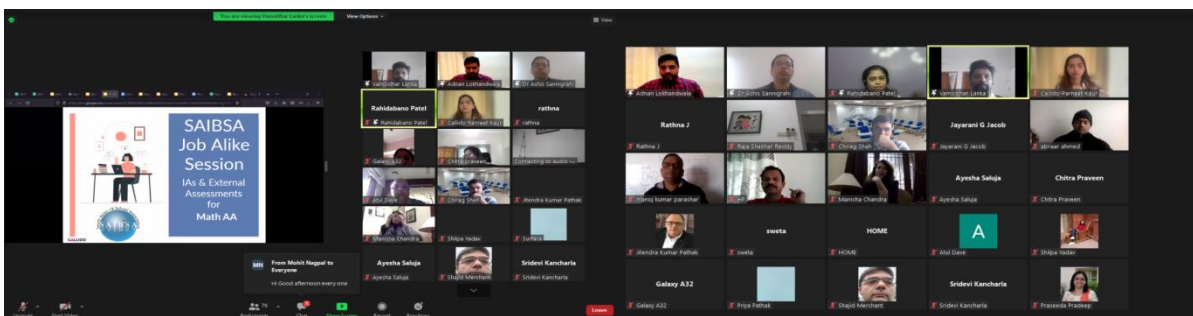 You are viewing Vamsidhar Lanka's screen
View Options
View
SAIBSA
Job Alike
Session
IAs & External
Assessments
for
Math AA
SAIBSA
CALLIDO
Vamsidhar Lanka
Adnan Lokhandwala
Dr Ashis Sannigrahi
Rahidabano Patel
Rahidabano Patel
Callido-Parneet Kaur
rathna
rathna
Galaxy A32
Chitra praveen
Connecting to audio
atul Dave
Chirag Shah
Jitendra Kumar Pathak
Manisha Chandra
Shilpa Yadav
Surface
Ayesha Saluja
Ayesha Saluja
Shajid Merchant
Sridevi Kancharla
Sridevi Kancharla
MN
From Mohit Nagpal to
Everyone
Hi Good afternoon every one
79
Leave
Adnan Lokhandwala
Dr Ashis Sannigrahi
Rahidabano Patel
Vamsidhar Lanka
Callido-Parneet Kaur
Rathna J
Rathna J
Raja Shekhar Reddy
Chirag Shah
Jayarani G Jacob
Jayarani G Jacob
abraar ahmed
manoj kumar parashar
HP
Manisha Chandra
Ayesha Saluja
Ayesha Saluja
Chitra Praveen
Chitra Praveen
Jitendra Kumar Pathak
sweta
sweta
HOME
HOME
A
Atul Dave
Shilpa Yadav
Galaxy A32
Galaxy A32
Priya Pathak
Shajid Merchant
Sridevi Kancharla
Sridevi Kancharla
Praseeda Pradeep